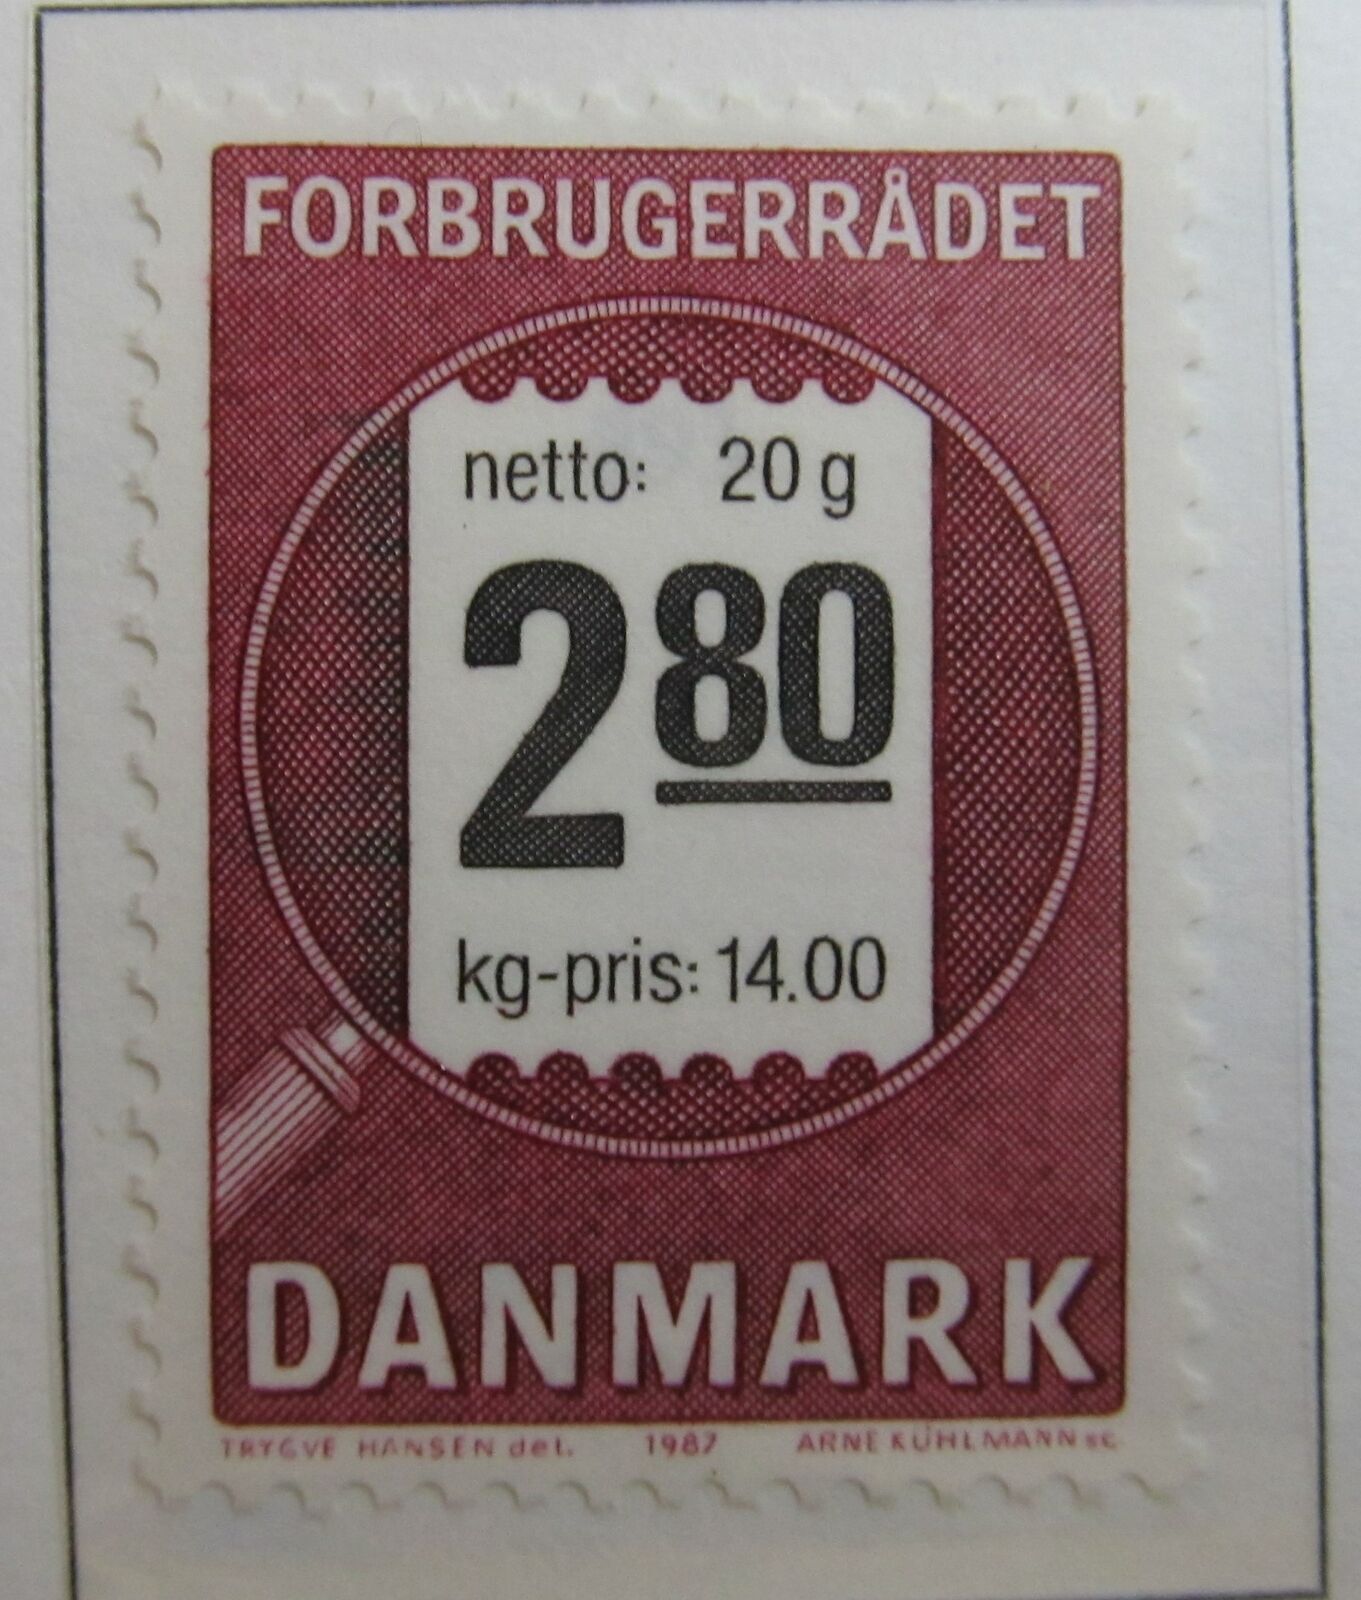 FORBRUGERRÅDET
netto: 20 g
2 80
kg-pris: 14.00
DANMARK
TRYGVE HANSEN del. 1987 ARNE KÜHLMANN sc.